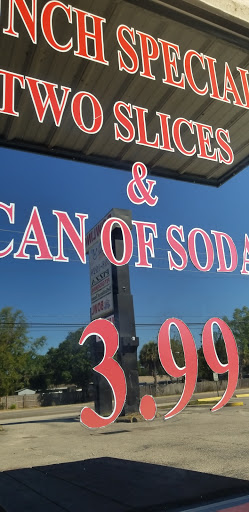 NCH SPECIAL
TWO SLICES
&
CAN OF SODA
3.99